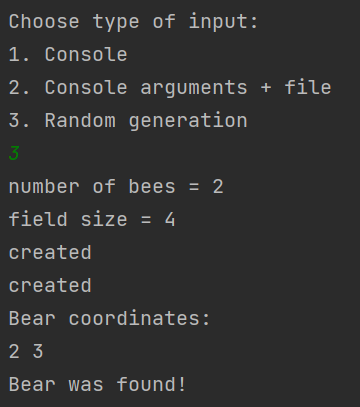 Choose type of input:
1. Console
2. Console arguments + file
3. Random generation
3
number of bees = 2
field size = 4
created
created
Bear coordinates:
2 3
Bear was found!